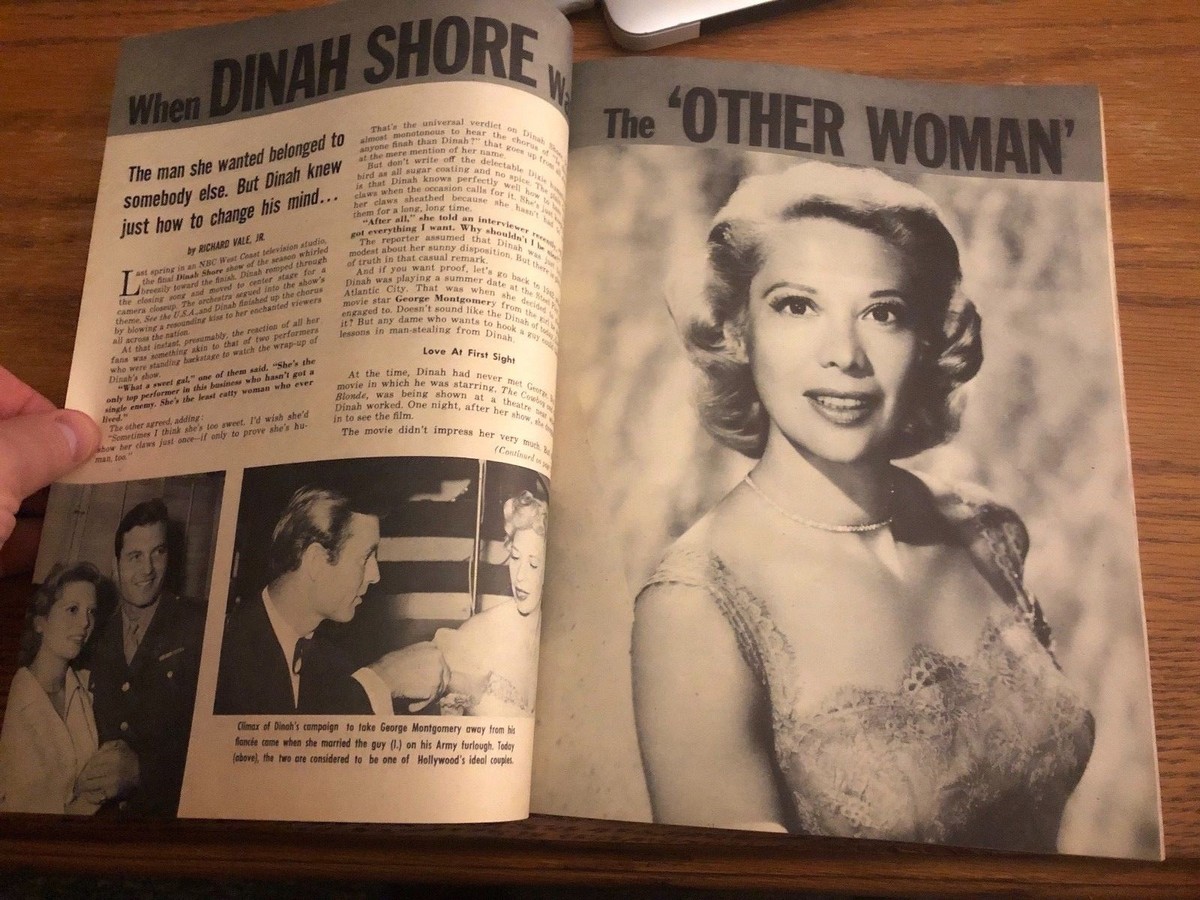 When DINAH SHORE
The 'OTHER WOMAN'
The man she wanted belonged to
somebody else. But Dinah knew
just how to change his mind...
by RICHARD VALE, JR.
Last spring in an NBC West Coast television studio,
the final Dinah Shore show of the season whirled
breezily toward the finish. Dinah romped through
the closing song and moved to center stage for a
camera closeup. The orchestra segued into the show's
theme, See the U.S.A., and Dinah finished up the chorus
by blowing a resounding kiss to her enchanted viewers
all across the nation.
At that instant, presumably, the reaction of all her
fans was something akin to that of two performers
who were standing backstage to watch the wrap-up of
Dinah's show.
"What a sweet gal," one of them said. "She's the
only top performer in this business who hasn't got a
single enemy. She's the least catty woman who ever
lived."
The other agreed, adding:
"Sometimes I think she's too sweet. I'd wish she'd
show her claws just once—if only to prove she's hu-
man, too."
That's the universal verdict on Dinah
almost monotonous to hear the chorus of
anyone finah than Dinah?" that goes up from
at the mere mention of her name.
But don't write off the delectable Dixie
bird as all sugar coating and no spice. The
is that Dinah knows perfectly well how to
claws when the occasion calls for it. She's just
her claws sheathed because she hasn't had
them for a long, long time.
"After all," she told an interviewer recently,
got everything I want. Why shouldn't I be
The reporter assumed that Dinah was just
modest about her sunny disposition. But there
of truth in that casual remark.
And if you want proof, let's go back to
Dinah was playing a summer date at the
Atlantic City. That was when she decided to
movie star George Montgomery from the
engaged to. Doesn't sound like the Dinah of
it? But any dame who wants to hook a guy
lessons in man-stealing from Dinah.
Love At First Sight
At the time, Dinah had never met George.
movie in which he was starring, The Cowboy
Blonde, was being shown at a theatre
Dinah worked. One night, after her show, she
in to see the film.
The movie didn't impress her very much.
(Continued on
Climax of Dinah's campaign to take George Montgomery away from his
fiancée came when she married the guy (l.) on his Army furlough. Today
(above), the two are considered to be one of Hollywood's ideal couples.